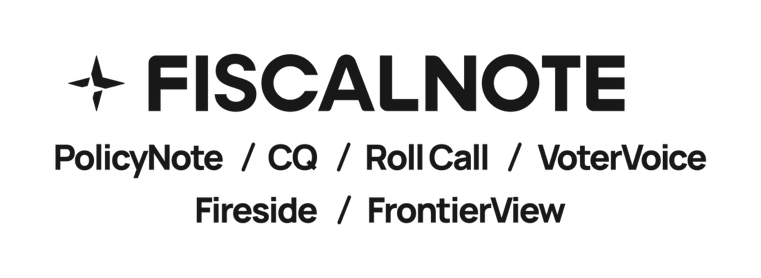 FISCALNOTE
PolicyNote / CQ / Roll Call / VoterVoice
Fireside / FrontierView